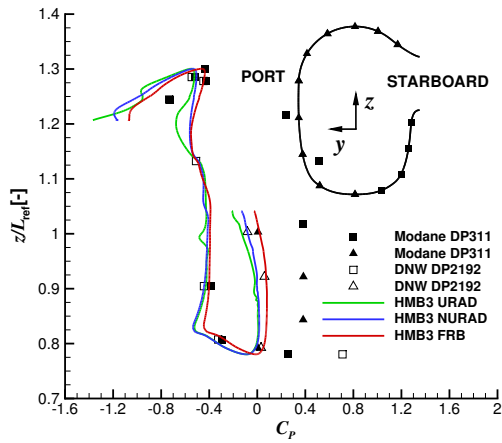 1.4
1.3
1.2
1.1
1
0.9
0.8
0.7
z/L_ref[-]
-1.6
-1.2
-0.8
-0.4
0
0.4
0.8
1.2
1.6
2
C_P
PORT
STARBOARD
z
y
Modane DP311
Modane DP311
DNW DP2192
DNW DP2192
HMB3 URAD
HMB3 NURAD
HMB3 FRB